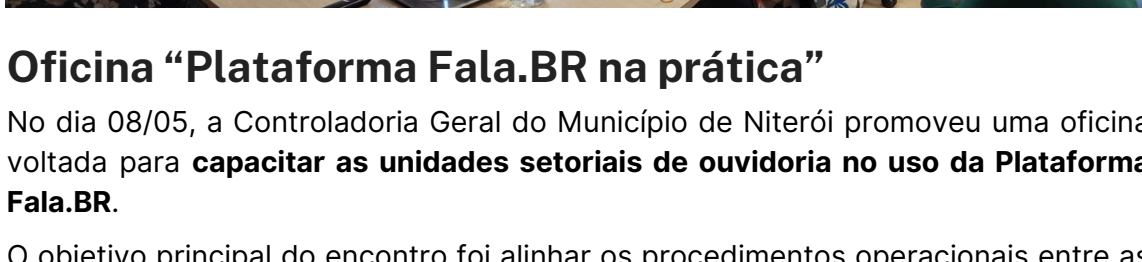 Oficina “Plataforma Fala.BR na prática”
No dia 08/05, a Controladoria Geral do Município de Niterói promoveu uma oficina
voltada para capacitar as unidades setoriais de ouvidoria no uso da Plataforma
Fala.BR.
O objetivo principal do encontro foi alinhar os procedimentos operacionais entre as